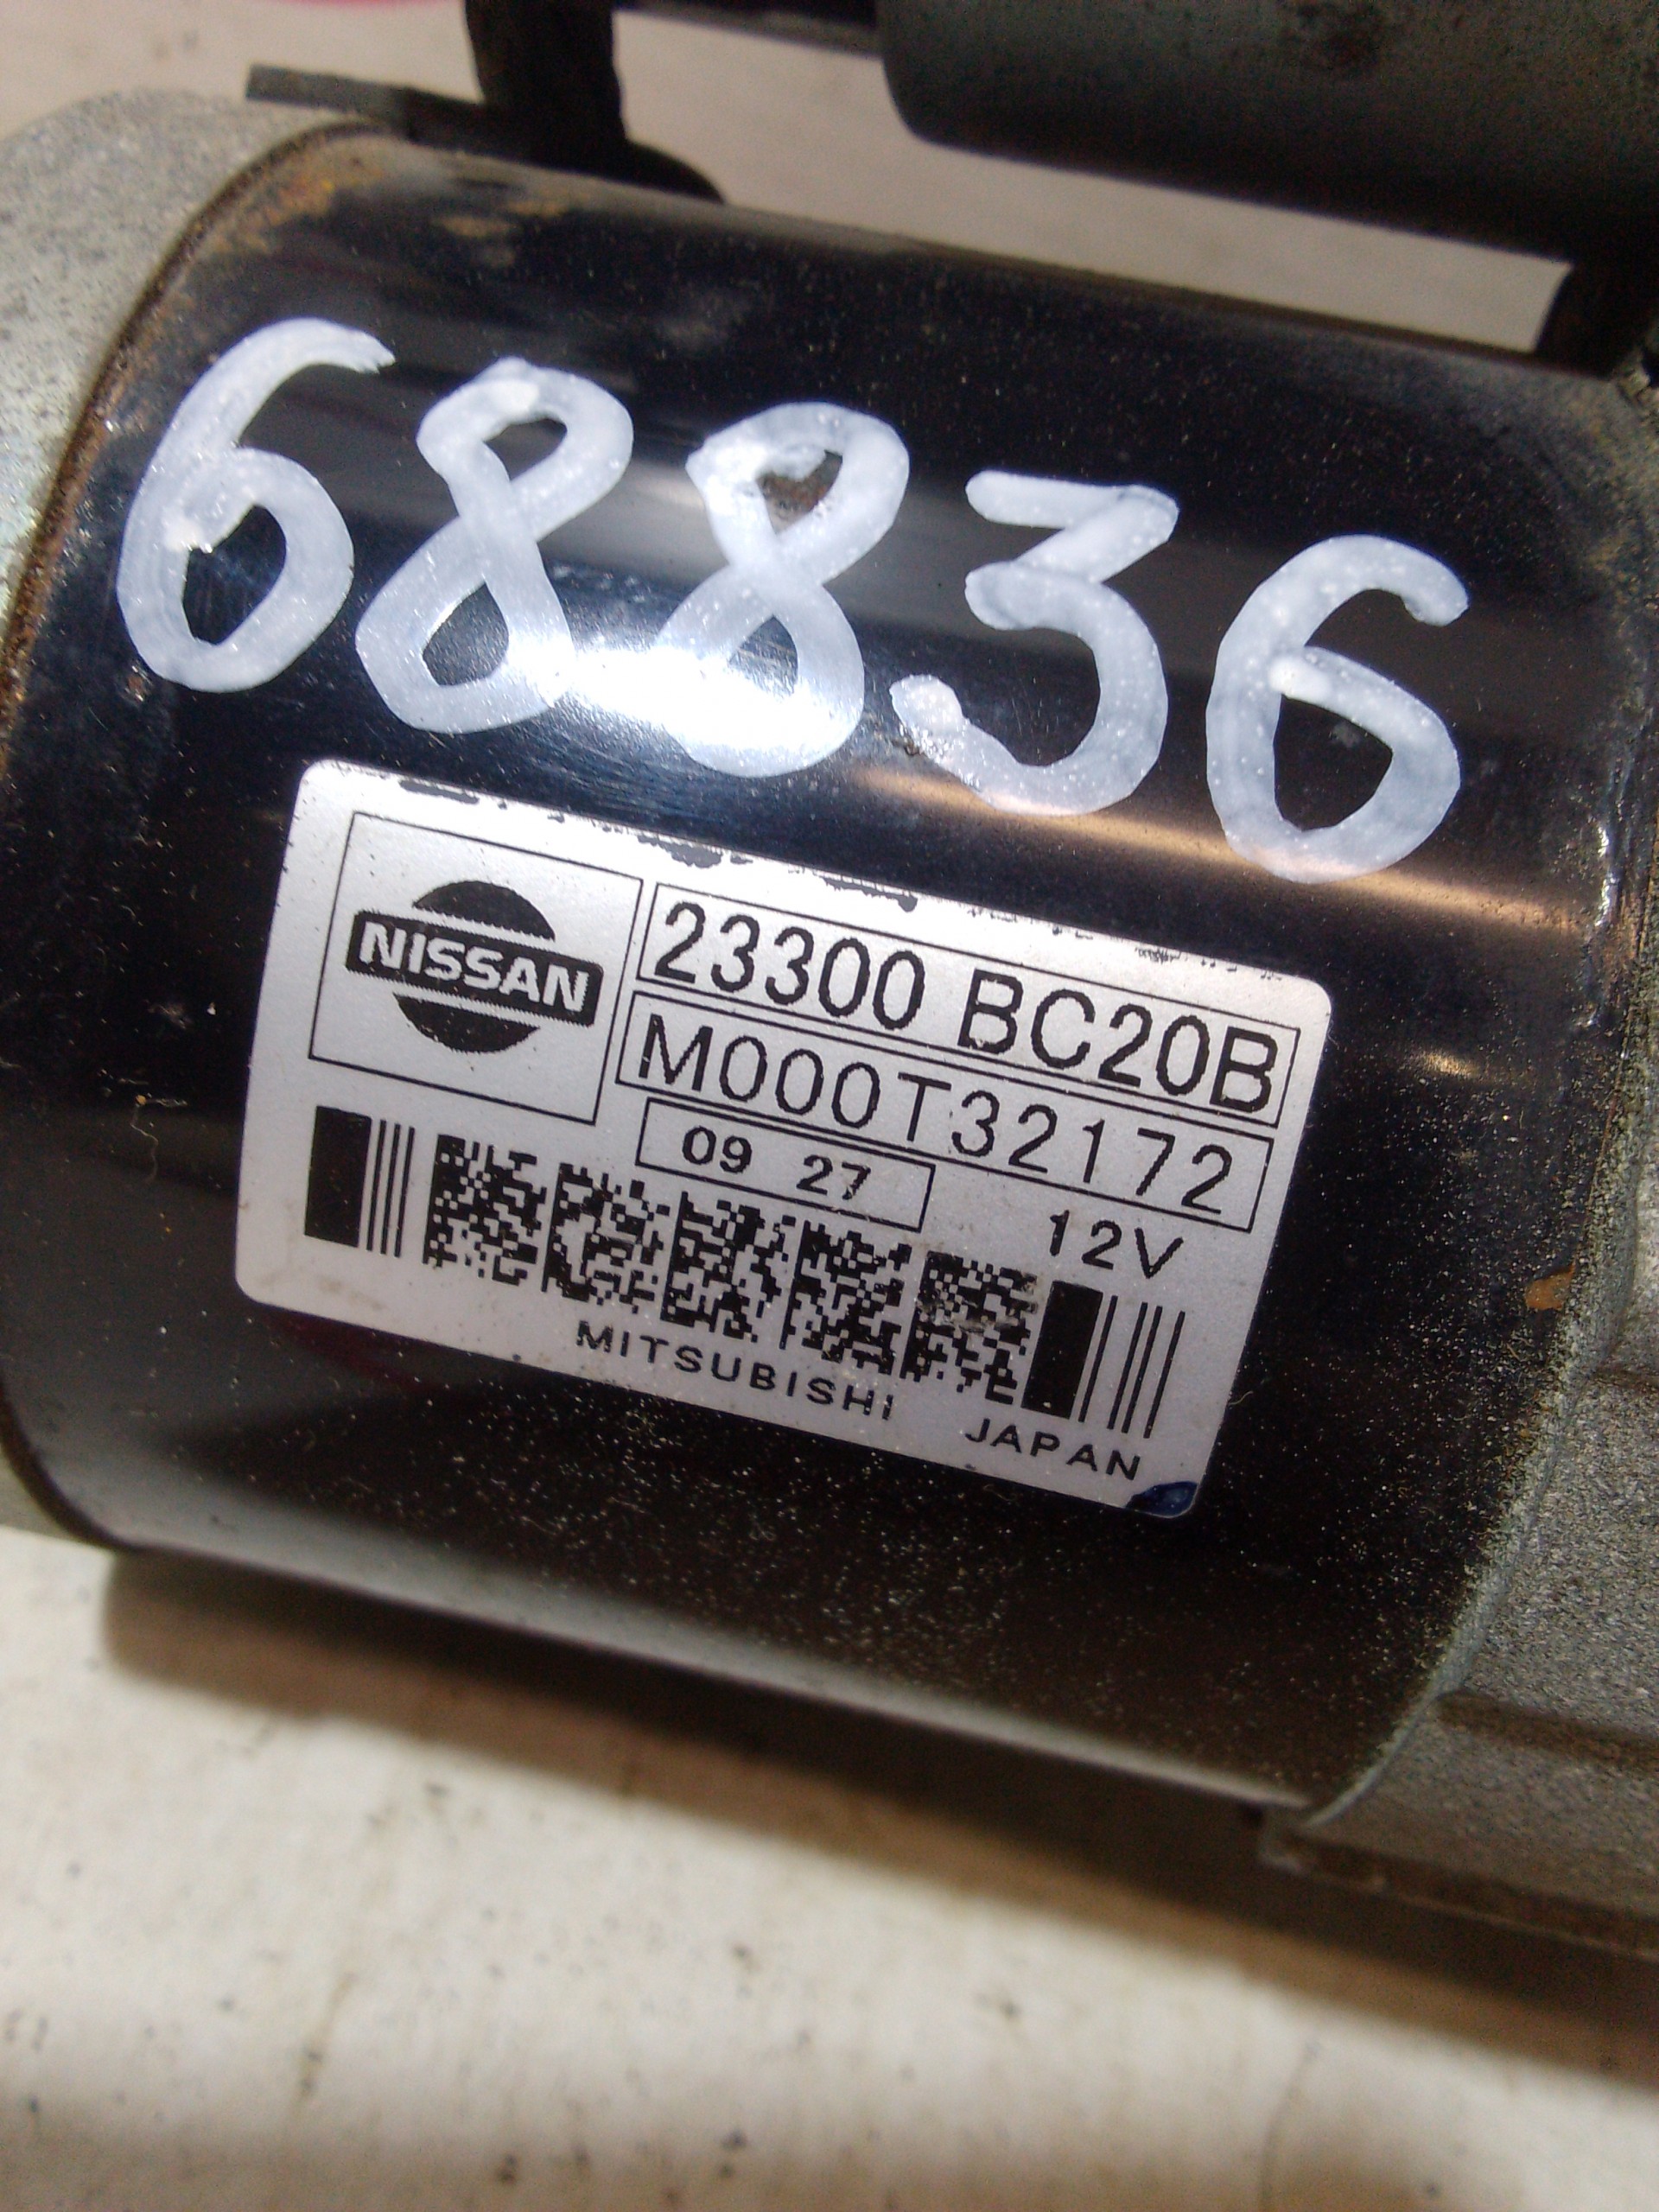 68836
NISSAN
23300 BC20B
M000T32172
09 27
12V
MITSUBISHI
JAPAN